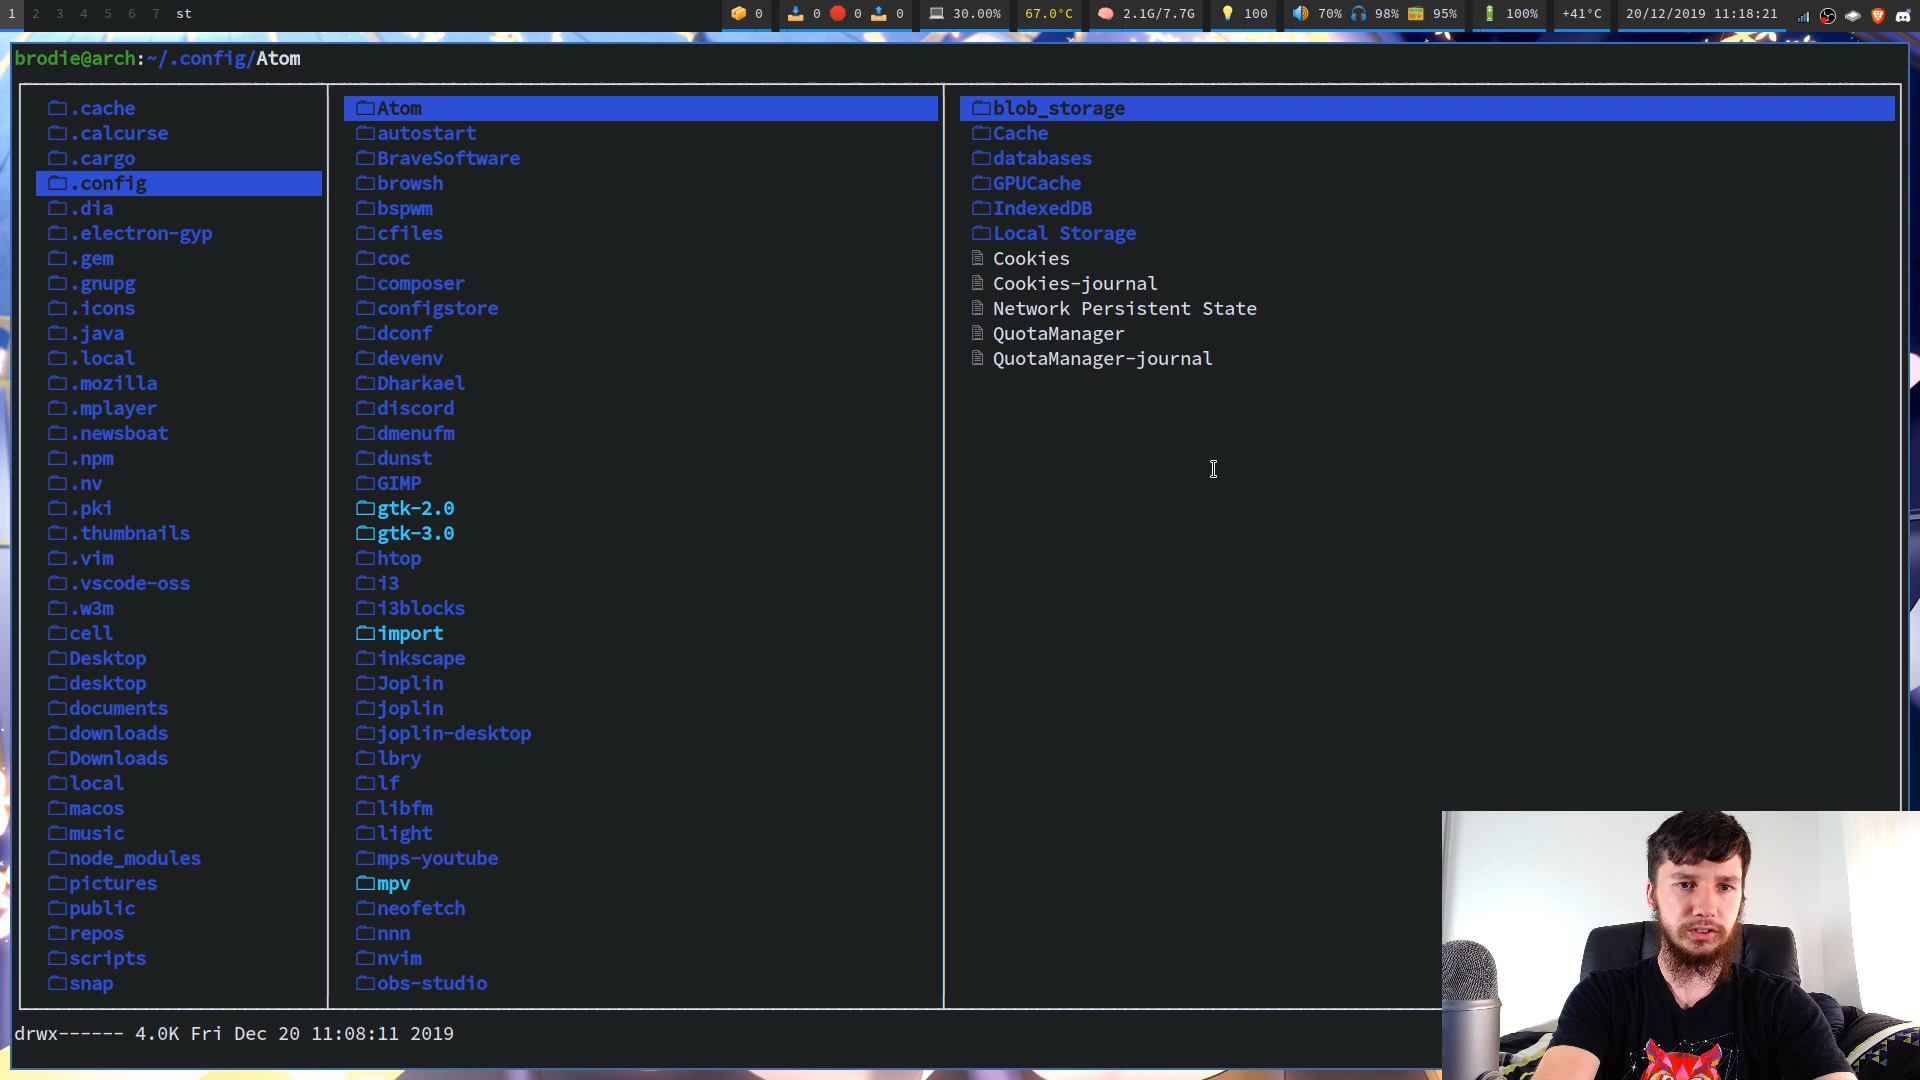 1 2 3 4 5 6 7 st 0 0 0 0 30.00% 67.0°C 2.1G/7.7G 100 70% 98% 95% 100% +41°C 20/12/2019 11:18:21
brodie@arch:~/.config/Atom
.cache
.calcurse
.cargo
.config
.dia
.electron-gyp
.gem
.gnupg
.icons
.java
.local
.mozilla
.mplayer
.newsboat
.npm
.nv
.pki
.thumbnails
.vim
.vscode-oss
.w3m
cell
Desktop
desktop
documents
downloads
Downloads
local
macos
music
node_modules
pictures
public
repos
scripts
snap
Atom
autostart
BraveSoftware
browsh
bspwm
cfiles
coc
composer
configstore
dconf
devenv
Dharkael
discord
dmenufm
dunst
GIMP
gtk-2.0
gtk-3.0
htop
i3
i3blocks
import
inkscape
Joplin
joplin
joplin-desktop
lbry
lf
libfm
light
mps-youtube
mpv
neofetch
nnn
nvim
obs-studio
blob_storage
Cache
databases
GPUCache
IndexedDB
Local Storage
Cookies
Cookies-journal
Network Persistent State
QuotaManager
QuotaManager-journal
drwx------ 4.0K Fri Dec 20 11:08:11 2019